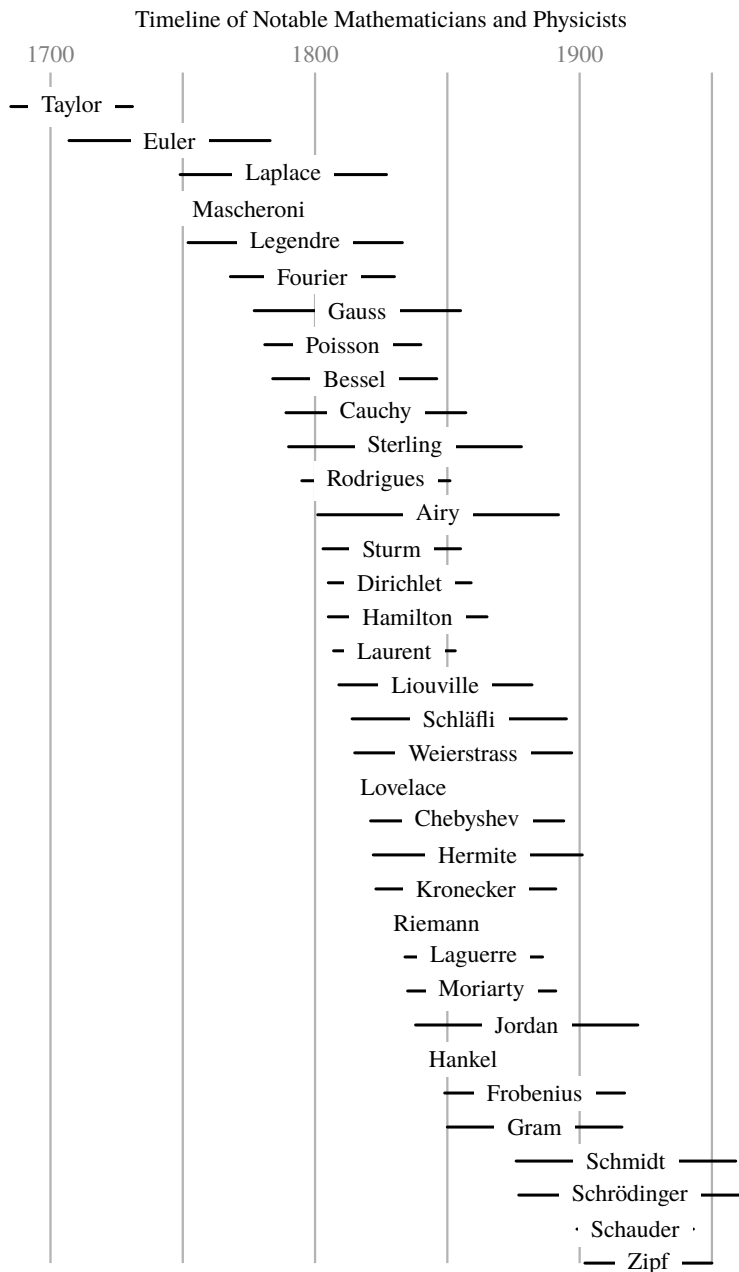 Timeline of Notable Mathematicians and Physicists
1700 1800 1900
Taylor
Euler
Laplace
Mascheroni
Legendre
Fourier
Gauss
Poisson
Bessel
Cauchy
Sterling
Rodrigues
Airy
Sturm
Dirichlet
Hamilton
Laurent
Liouville
Schläfli
Weierstrass
Lovelace
Chebyshev
Hermite
Kronecker
Riemann
Laguerre
Moriarty
Jordan
Hankel
Frobenius
Gram
Schmidt
Schrödinger
Schauder
Zipf